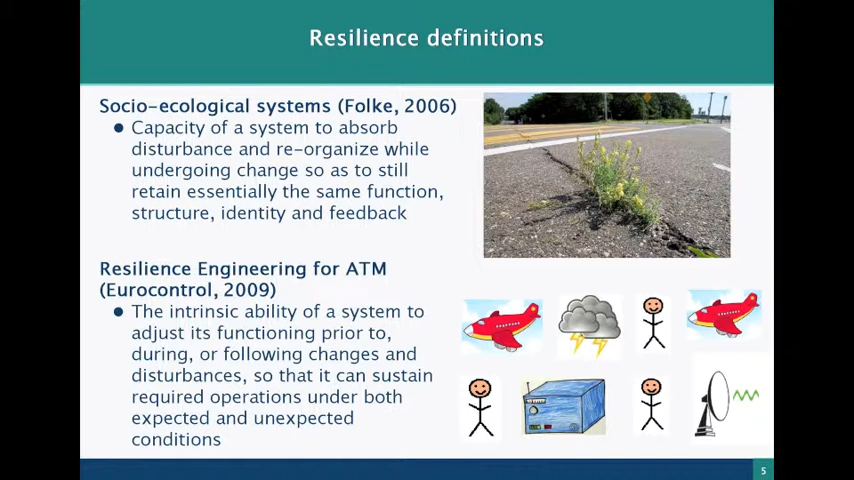 Resilience definitions
Socio-ecological systems (Folke, 2006)
● Capacity of a system to absorb
disturbance and re-organize while
undergoing change so as to still
retain essentially the same function,
structure, identity and feedback
Resilience Engineering for ATM
(Eurocontrol, 2009)
● The intrinsic ability of a system to
adjust its functioning prior to,
during, or following changes and
disturbances, so that it can sustain
required operations under both
expected and unexpected
conditions
5